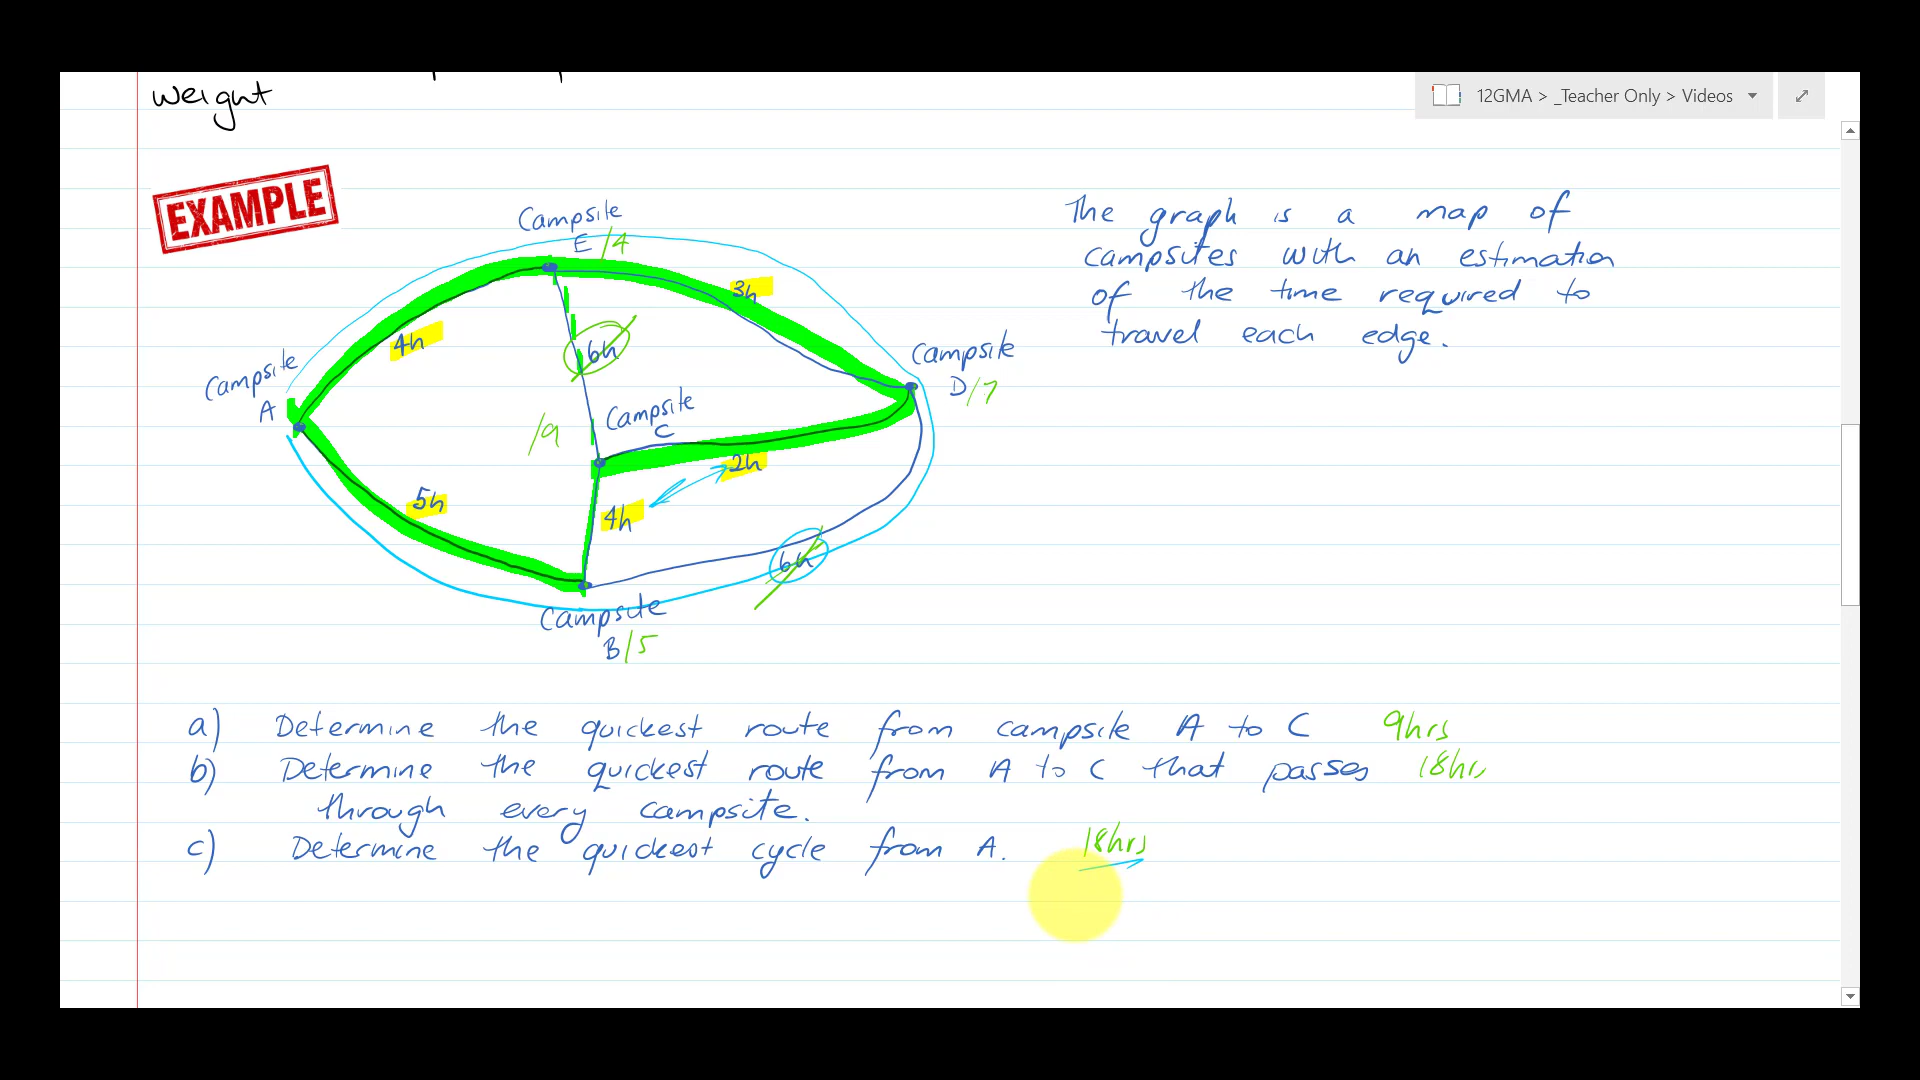 weight
12GMA > _Teacher Only > Videos
EXAMPLE
Campsite
E /4
3h
4h
6h
Campsite
A
Campsite
D/7
Campsite
C
/9
2h
5h
4h
6h
Campsite
B/5
The graph is a map of
campsites with an estimation
of the time required to
travel each edge.
a) Determine the quickest route from campsite A to C 9hrs
b) Determine the quickest route from A to C that passes 18hrs
through every campsite.
c) Determine the quickest cycle from A. 18hrs